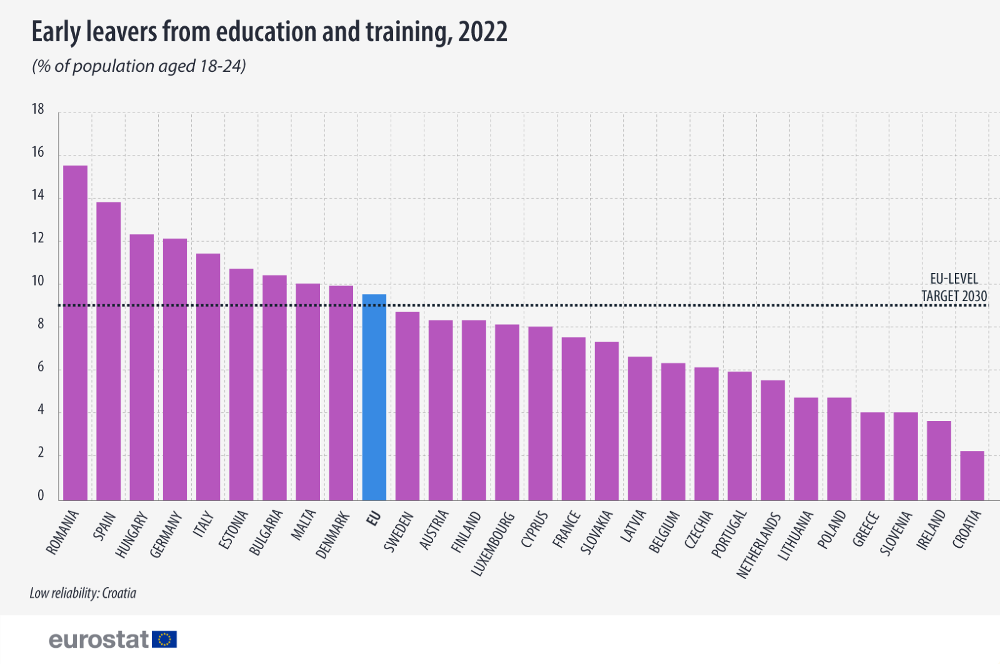 Early leavers from education and training, 2022
(% of population aged 18-24)
18
16
14
12
10
8
6
4
2
0
EU-LEVEL
TARGET 2030
ROMANIA
SPAIN
HUNGARY
GERMANY
ITALY
ESTONIA
BULGARIA
MALTA
DENMARK
EU
SWEDEN
AUSTRIA
FINLAND
LUXEMBOURG
CYPRUS
FRANCE
SLOVAKIA
LATVIA
BELGIUM
CZECHIA
PORTUGAL
NETHERLANDS
LITHUANIA
POLAND
GREECE
SLOVENIA
IRELAND
CROATIA
Low reliability: Croatia
eurostat